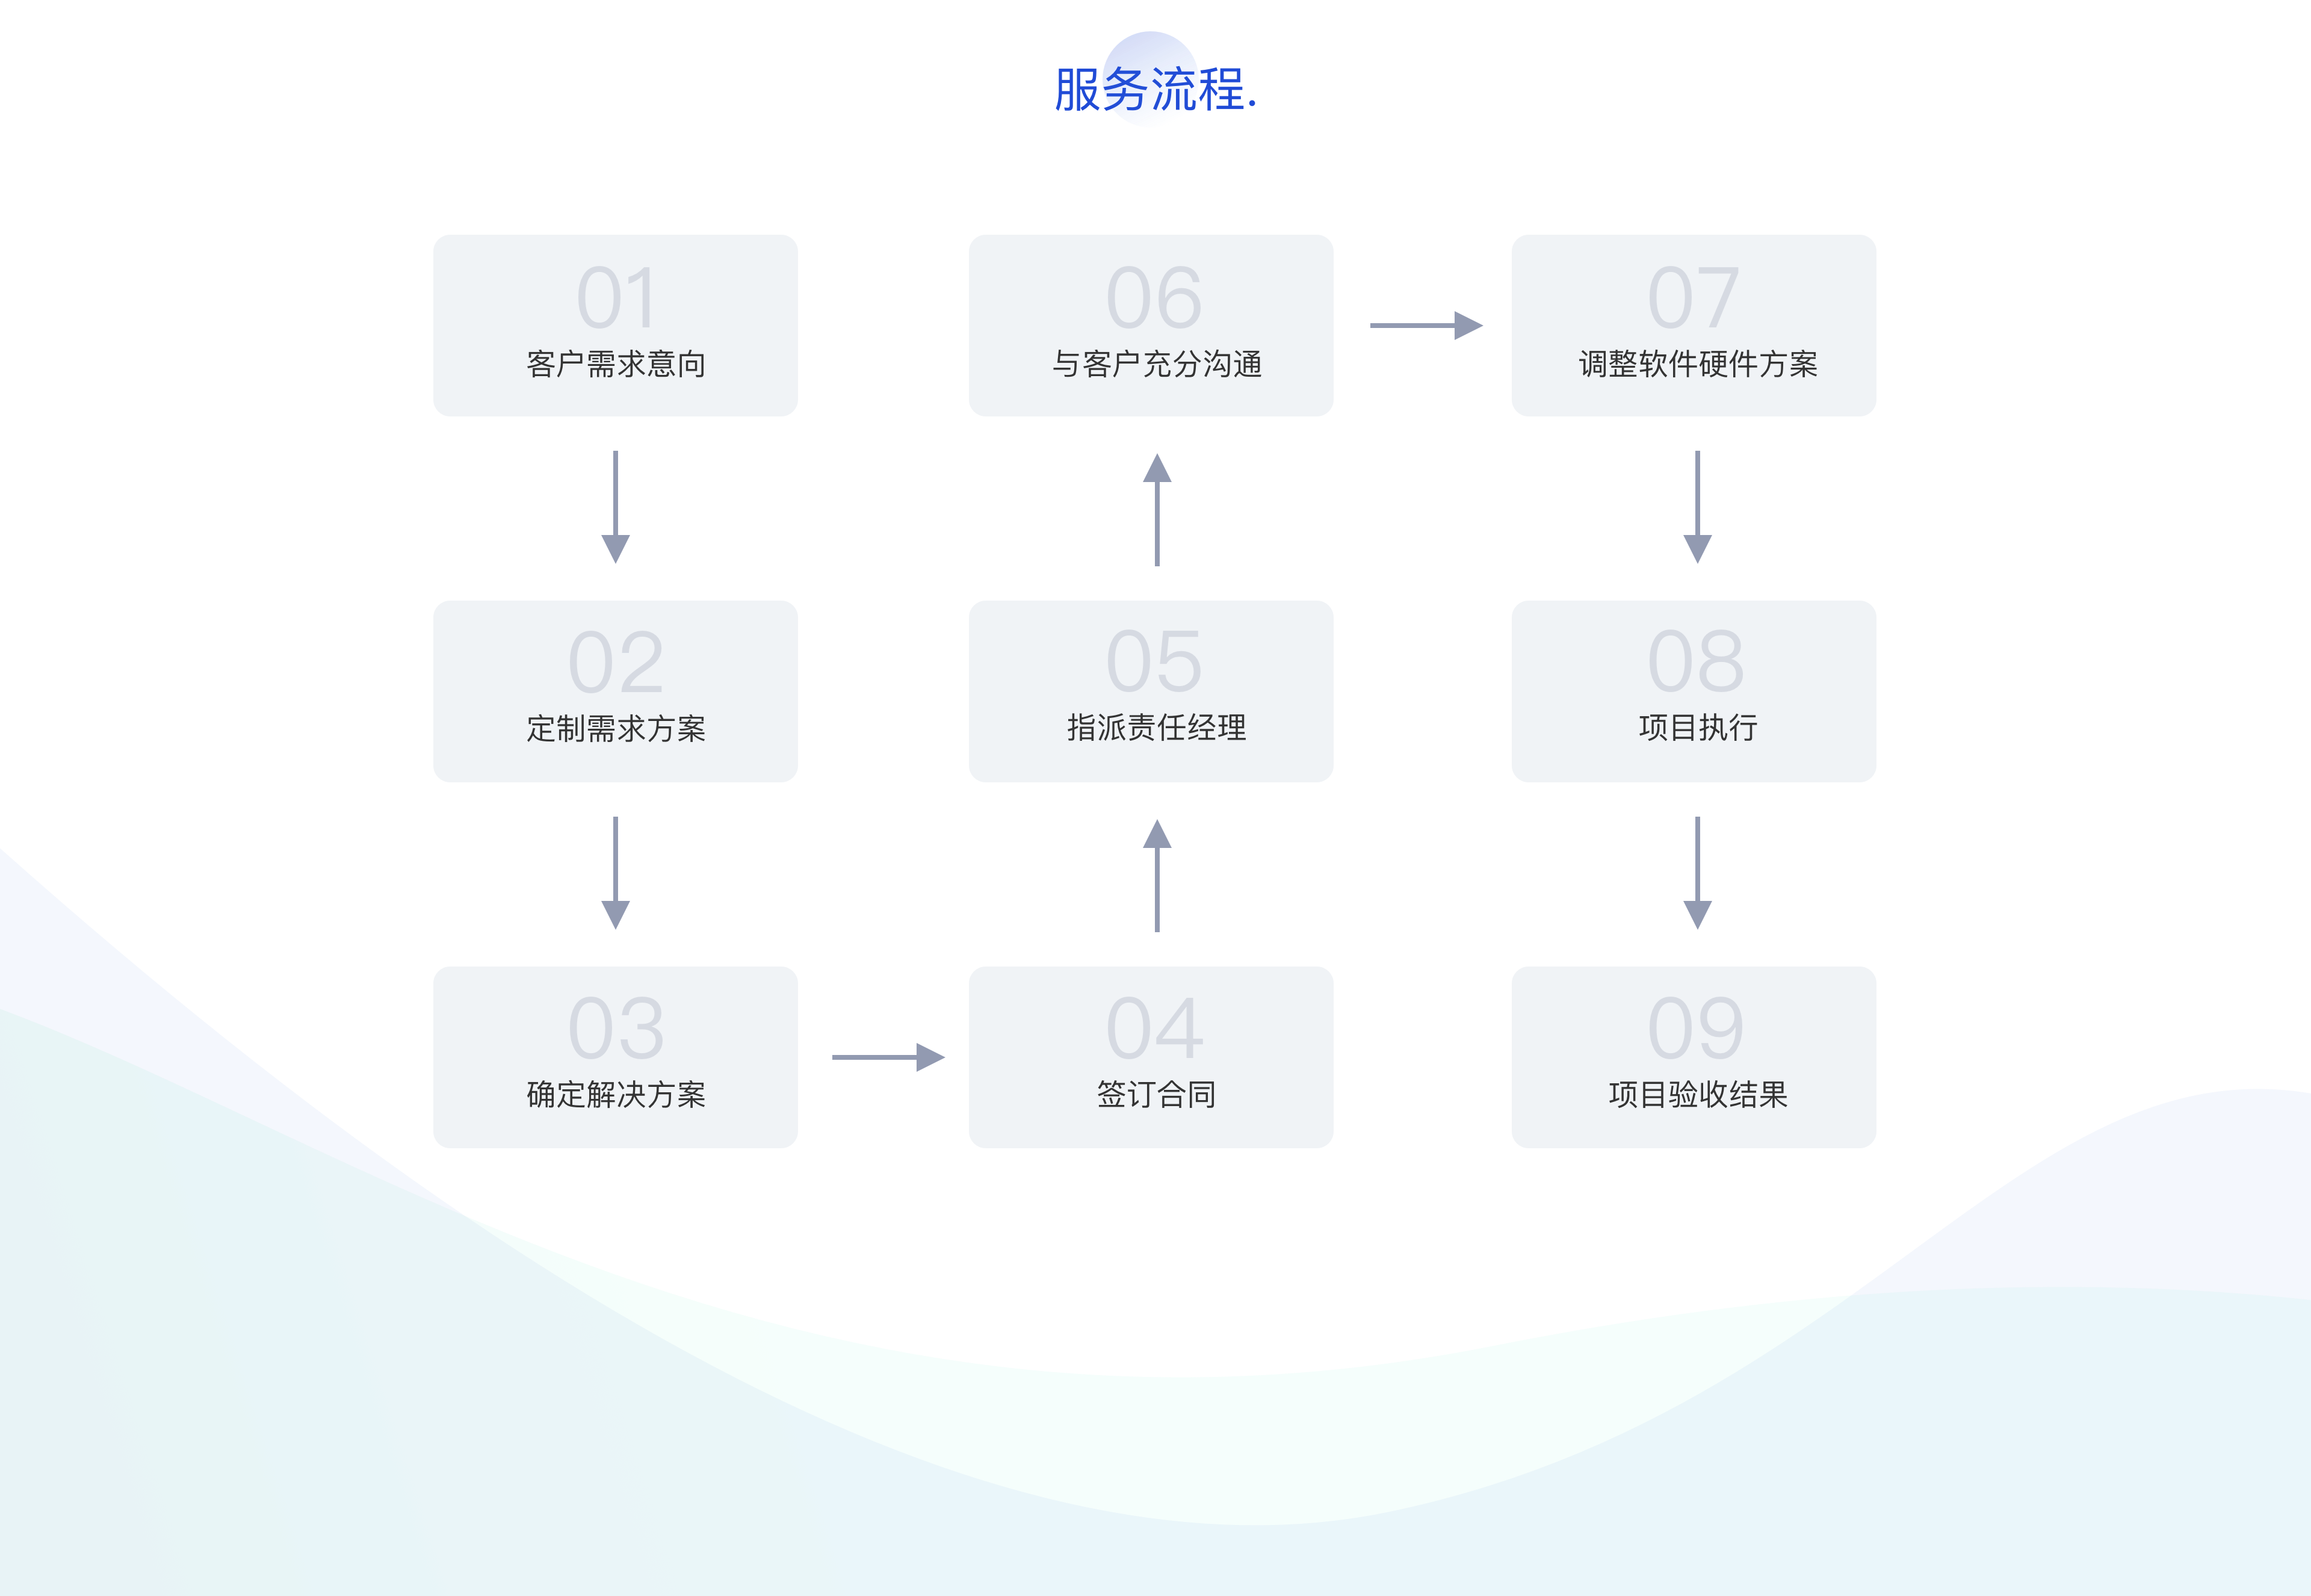 服务流程.
01
客户需求意向
02
定制需求方案
03
确定解决方案
04
签订合同
05
指派责任经理
06
与客户充分沟通
07
调整软件硬件方案
08
项目执行
09
项目验收结果